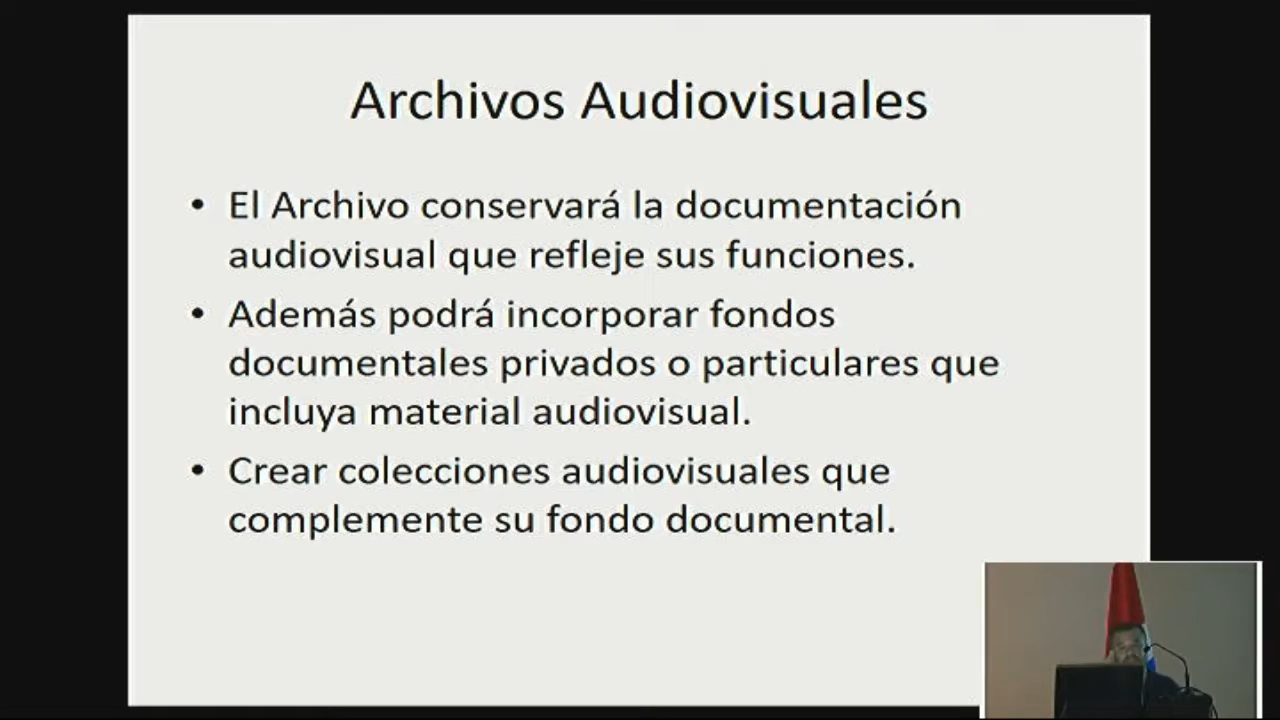 Archivos Audiovisuales
• El Archivo conservará la documentación
audiovisual que refleje sus funciones.
• Además podrá incorporar fondos
documentales privados o particulares que
incluya material audiovisual.
• Crear colecciones audiovisuales que
complemente su fondo documental.